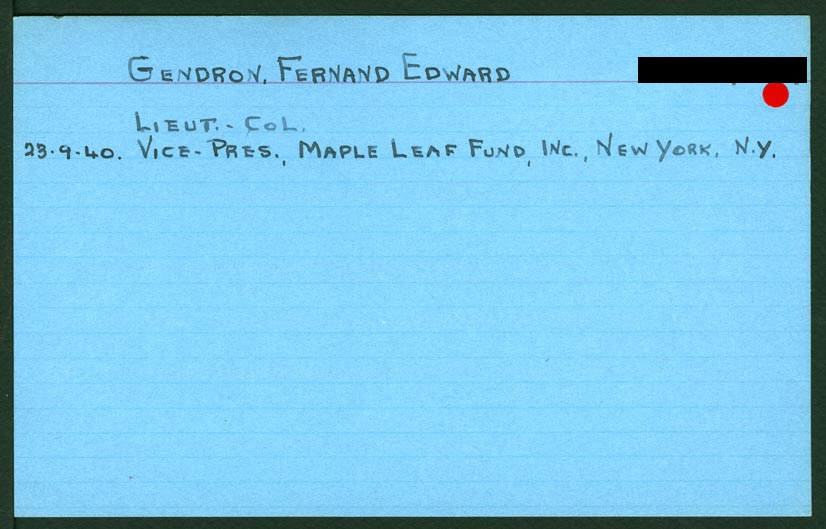 GENDRON, FERNAND EDWARD
LIEUT.- COL.
23.9.40. VICE-PRES., MAPLE LEAF FUND, INC., NEW YORK, N.Y.